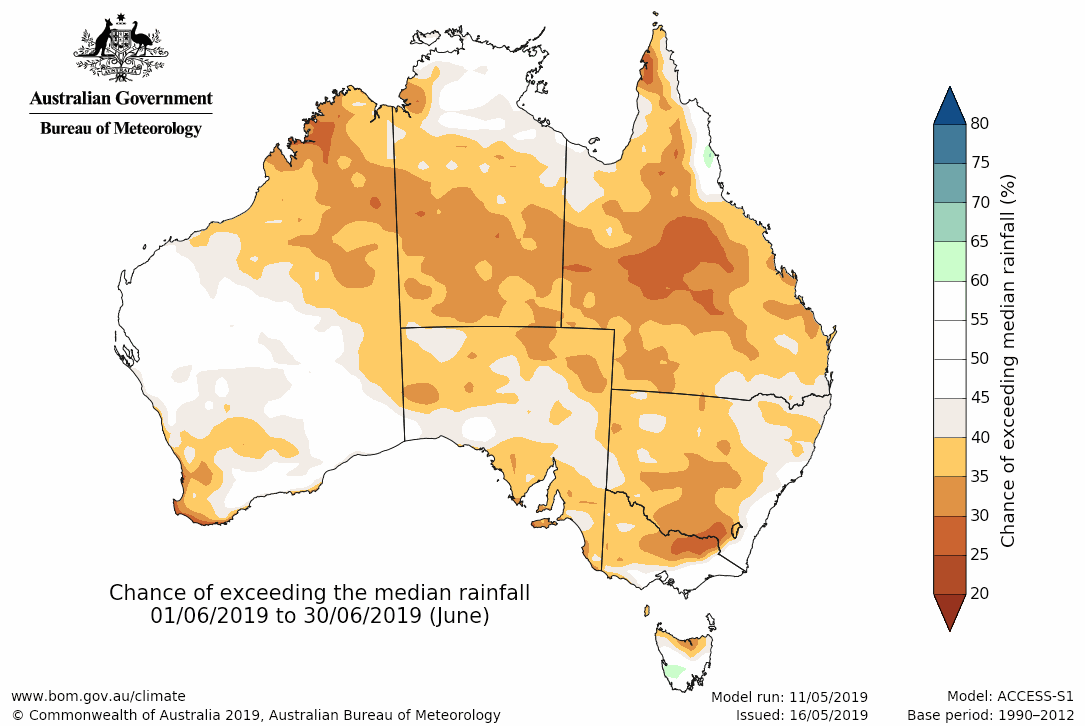 Australian Government
Bureau of Meteorology
80
75
70
65
60
55
50
45
40
35
30
25
20
Chance of exceeding median rainfall (%)
Chance of exceeding the median rainfall
01/06/2019 to 30/06/2019 (June)
www.bom.gov.au/climate
© Commonwealth of Australia 2019, Australian Bureau of Meteorology
Model run: 11/05/2019
Issued: 16/05/2019
Model: ACCESS-S1
Base period: 1990–2012